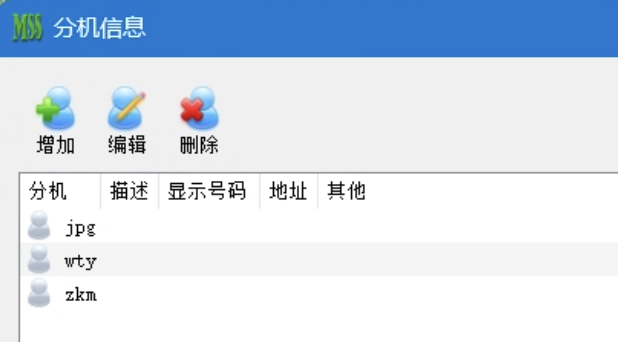 MSS 分机信息
增加 编辑 删除
分机 描述 显示号码 地址 其他
jpg
wty
zkm